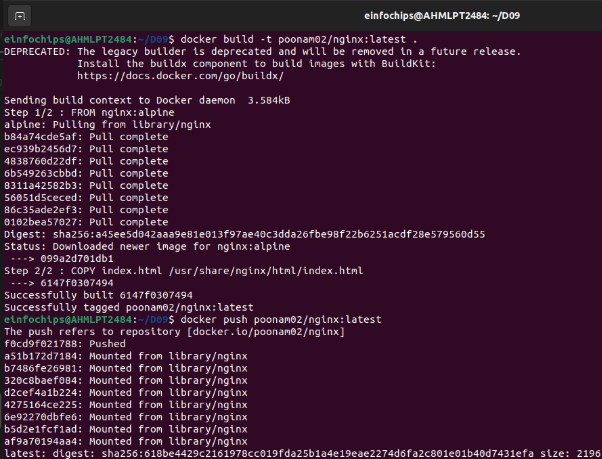 einfochips@AHMLPT2484: ~/D09
einfochips@AHMLPT2484:~/D09$ docker build -t poonam02/nginx:latest .
DEPRECATED: The legacy builder is deprecated and will be removed in a future release.
Install the buildx component to build images with BuildKit:
https://docs.docker.com/go/buildx/
Sending build context to Docker daemon  3.584kB
Step 1/2 : FROM nginx:alpine
alpine: Pulling from library/nginx
b84a74cde5af: Pull complete
ec939b2456d7: Pull complete
4838760d22df: Pull complete
6b549263cbbd: Pull complete
8311a42582b3: Pull complete
56051d5ceced: Pull complete
86c35ade2ef3: Pull complete
0102bea57027: Pull complete
Digest: sha256:a45ee5d042aaa9e81e013f97ae40c3dda26fbe98f22b6251acdf28e579560d55
Status: Downloaded newer image for nginx:alpine
---> 099a2d701db1
Step 2/2 : COPY index.html /usr/share/nginx/html/index.html
---> 6147f0307494
Successfully built 6147f0307494
Successfully tagged poonam02/nginx:latest
einfochips@AHMLPT2484:~/D09$ docker push poonam02/nginx:latest
The push refers to repository [docker.io/poonam02/nginx]
f0cd9f021788: Pushed
a51b172d7184: Mounted from library/nginx
b7486fe26981: Mounted from library/nginx
320c8baef084: Mounted from library/nginx
d2cef4a1b224: Mounted from library/nginx
4275164ce225: Mounted from library/nginx
6e92270dbfe6: Mounted from library/nginx
b5d2e1fcf1ad: Mounted from library/nginx
af9a70194aa4: Mounted from library/nginx
latest: digest: sha256:618be4429c2161978cc019fda25b1a4e19eae2274d6fa2c801e01b40d7431efa size: 2196